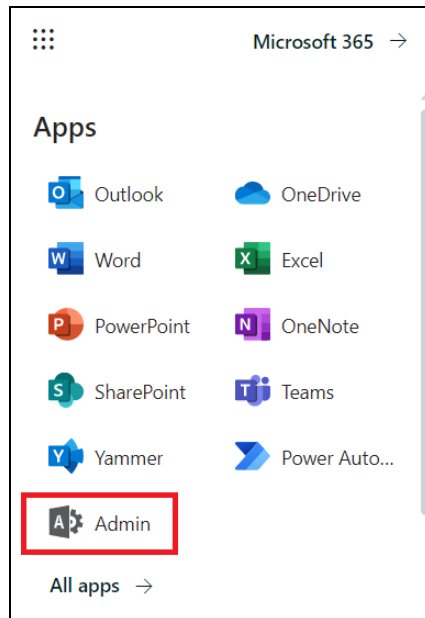 Microsoft 365 →
Apps
Outlook
OneDrive
Word
Excel
PowerPoint
OneNote
SharePoint
Teams
Yammer
Power Auto...
Admin
All apps →